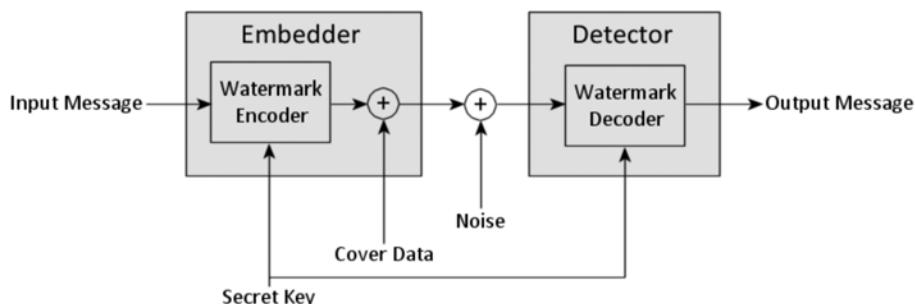 Embedder
Detector
Input Message
Watermark
Encoder
+
+
Watermark
Decoder
Output Message
Noise
Cover Data
Secret Key